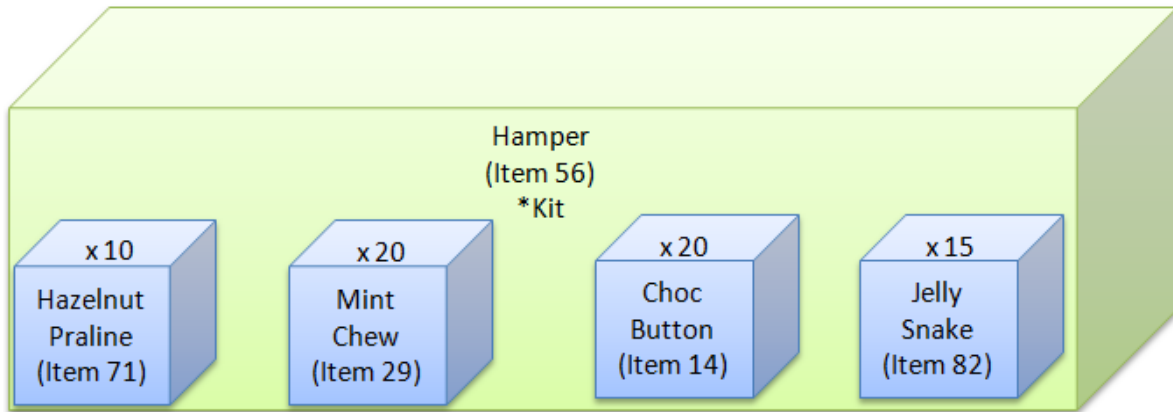 Hamper
(Item 56)
*Kit
x 10
Hazelnut
Praline
(Item 71)
x 20
Mint
Chew
(Item 29)
x 20
Choc
Button
(Item 14)
x 15
Jelly
Snake
(Item 82)